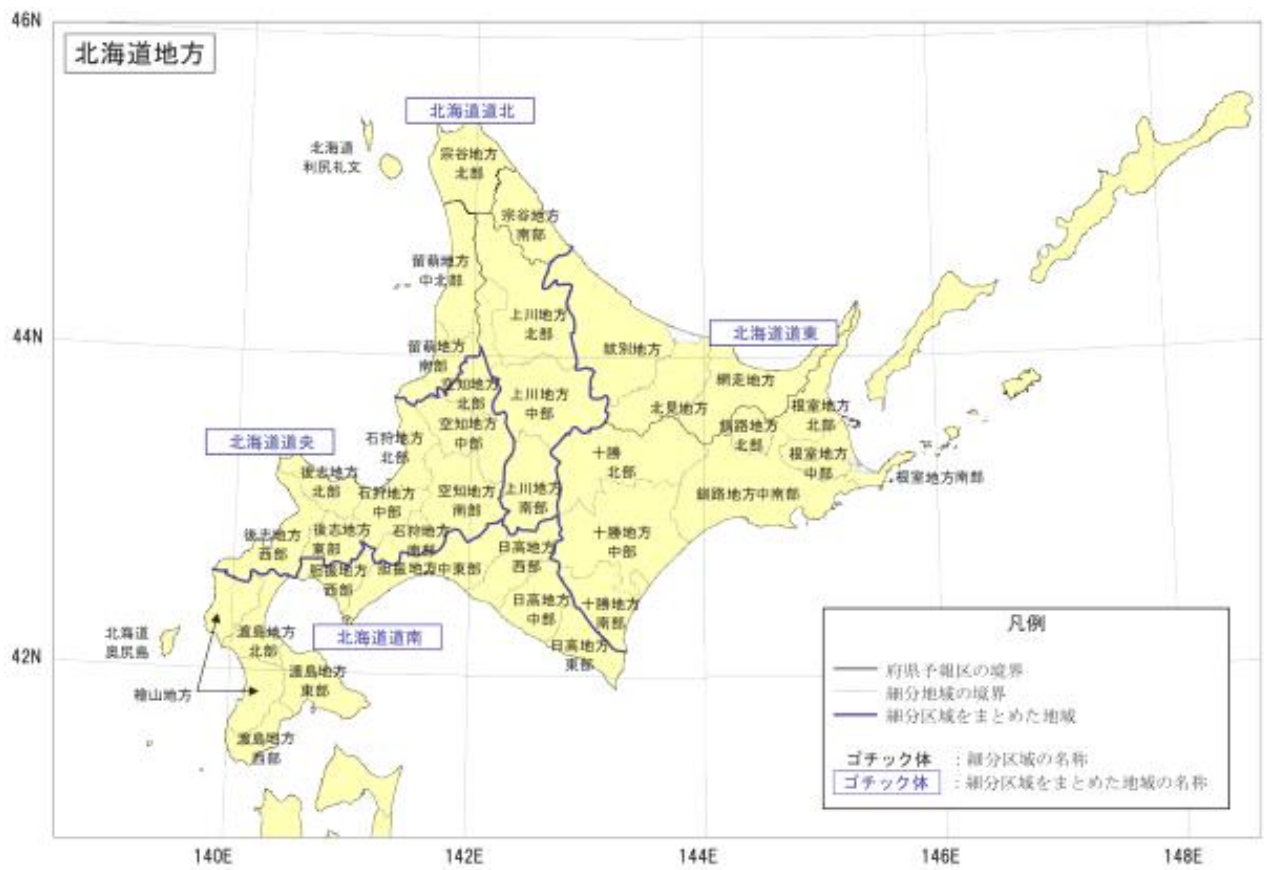 46N
北海道地方
北海道道北
北海道
利尻礼文
宗谷地方
北部
宗谷地方
南部
留萌地方
中北部
上川地方
北部
44N
北海道道東
留萌地方
南部
紋別地方
網走地方
空知地方
北部
上川地方
中部
北見地方
根室地方
北部
釧路地方
北部
空知地方
中部
石狩地方
北部
北海道道央
十勝
北部
根室地方
中部
根室地方南部
後志地方
北部
石狩地方
中部
空知地方
南部
上川地方
南部
釧路地方中南部
後志地方
西部
後志地方
東部
石狩地方
南部
十勝地方
中部
日高地方
西部
胆振地方
西部
胆振地方中東部
日高地方
中部
十勝地方
南部
北海道
奥尻島
渡島地方
北部
北海道道南
日高地方
東部
42N
渡島地方
東部
檜山地方
渡島地方
西部
凡例
府県予報区の境界
細分地域の境界
細分区域をまとめた地域
ゴチック体 :細分区域の名称
ゴチック体 :細分区域をまとめた地域の名称
140E
142E
144E
146E
148E